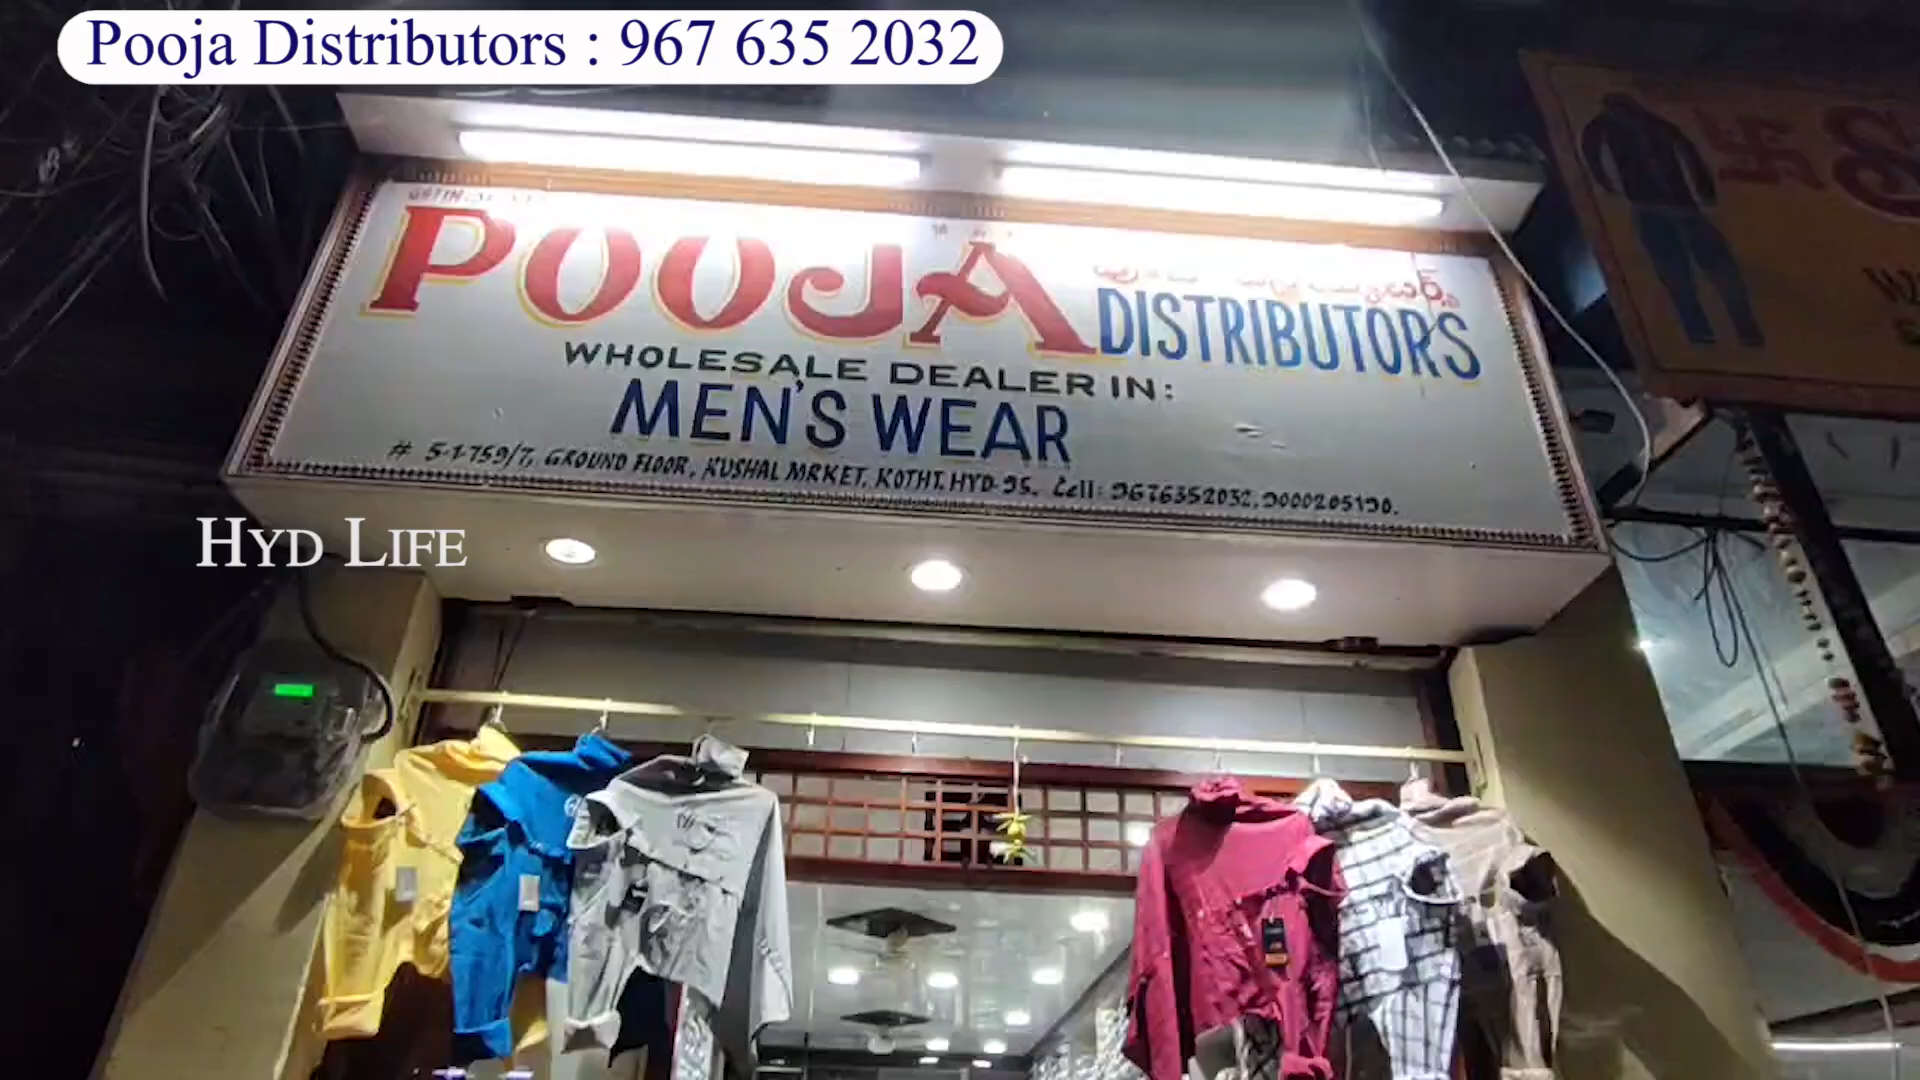 Pooja Distributors : 967 635 2032
POOJA
DISTRIBUTORS
WHOLESALE DEALER IN:
MEN'S WEAR
# 5-1-759/7, GROUND FLOOR, KUSHAL MRKET, KOTHI, HYD-95. Cell: 9676352032, 9000205190.
HYD LIFE